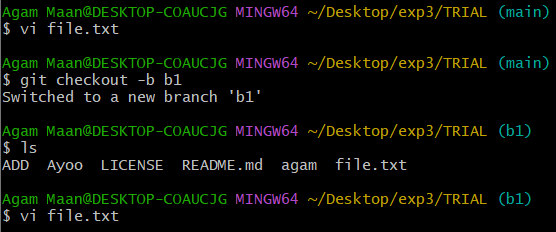 Agam Maan@DESKTOP-COAUCJG MINGW64 ~/Desktop/exp3/TRIAL (main)
$ vi file.txt
Agam Maan@DESKTOP-COAUCJG MINGW64 ~/Desktop/exp3/TRIAL (main)
$ git checkout -b b1
Switched to a new branch 'b1'
Agam Maan@DESKTOP-COAUCJG MINGW64 ~/Desktop/exp3/TRIAL (b1)
$ ls
ADD  Ayoo  LICENSE  README.md  agam  file.txt
Agam Maan@DESKTOP-COAUCJG MINGW64 ~/Desktop/exp3/TRIAL (b1)
$ vi file.txt